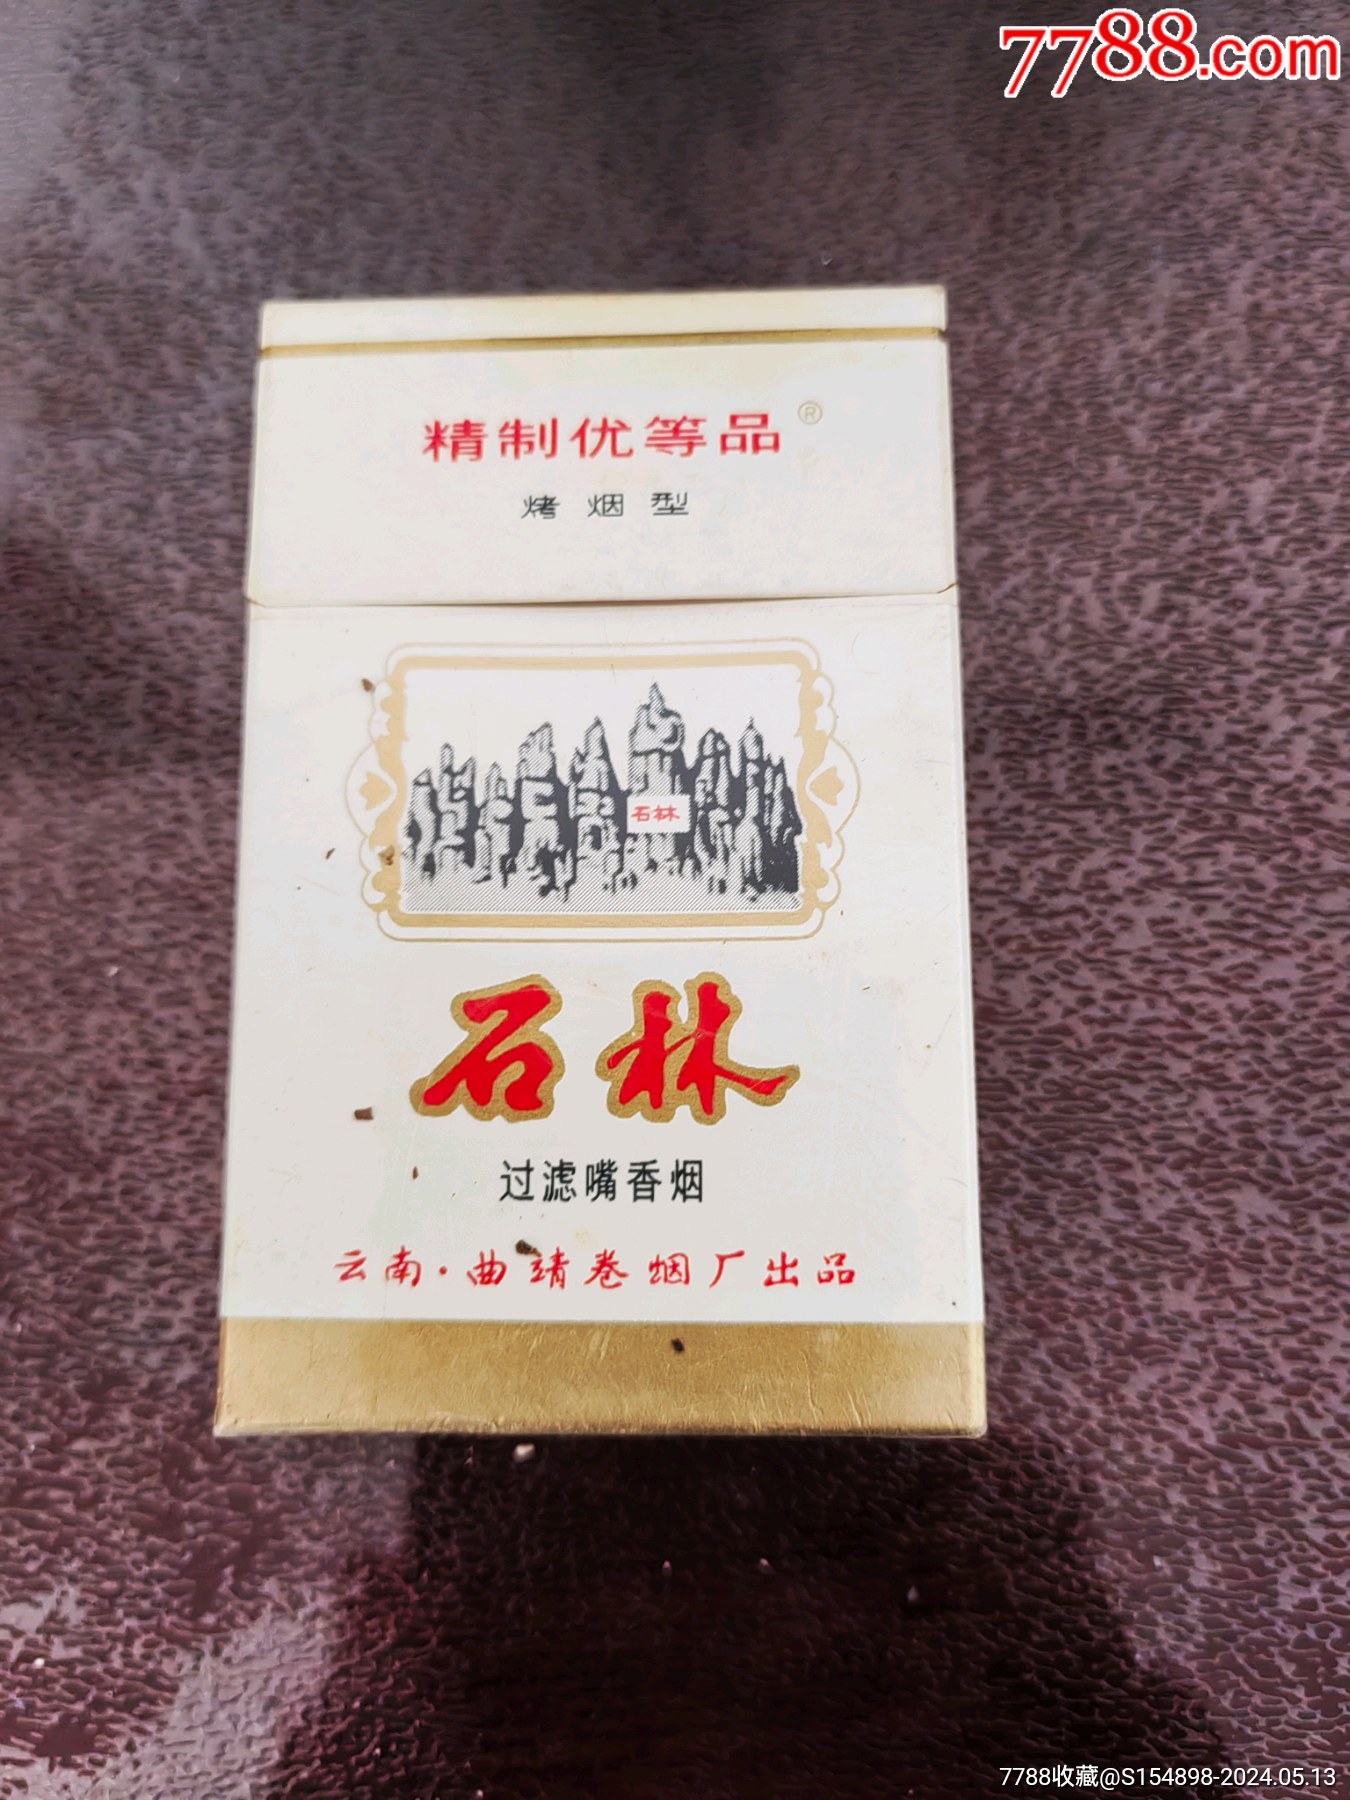 7788.com
精制优等品®
烤烟型
石林
石林
过滤嘴香烟
云南·曲靖卷烟厂出品
7788收藏@S154898-2024.05.13